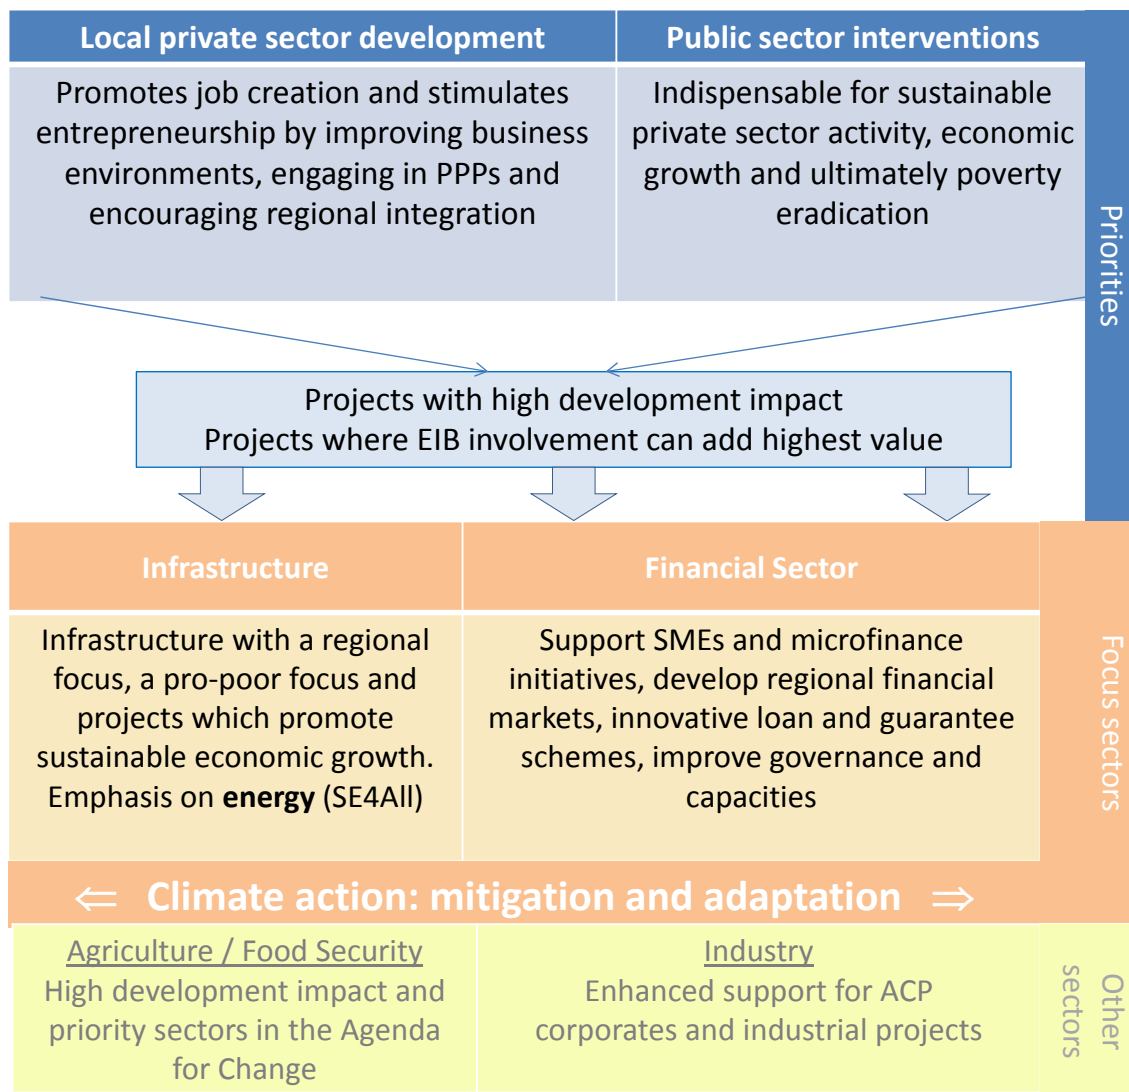 Local private sector development
Public sector interventions
Promotes job creation and stimulates
entrepreneurship by improving business
environments, engaging in PPPs and
encouraging regional integration
Indispensable for sustainable
private sector activity, economic
growth and ultimately poverty
eradication
Priorities
Projects with high development impact
Projects where EIB involvement can add highest value
Infrastructure
Financial Sector
Infrastructure with a regional
focus, a pro-poor focus and
projects which promote
sustainable economic growth.
Emphasis on energy (SE4All)
Support SMEs and microfinance
initiatives, develop regional financial
markets, innovative loan and guarantee
schemes, improve governance and
capacities
Focus sectors
⇐ Climate action: mitigation and adaptation ⇒
Agriculture / Food Security
High development impact and
priority sectors in the Agenda
for Change
Industry
Enhanced support for ACP
corporates and industrial projects
Other
sectors